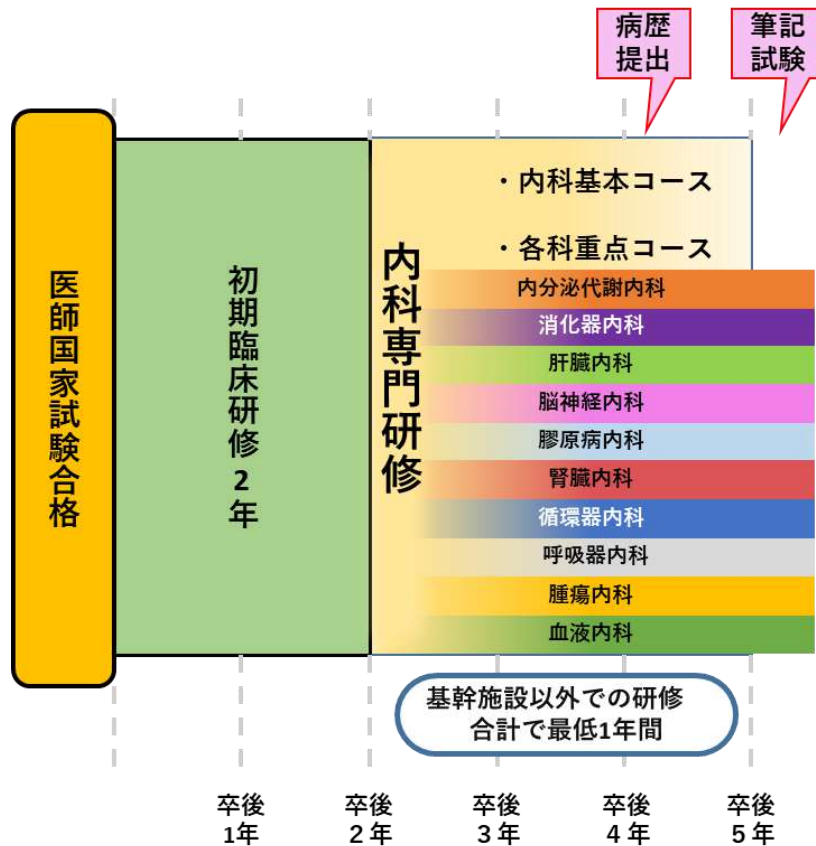 病歴
提出
筆記
試験
医師国家試験合格
初期臨床研修2年
内科専門研修
・内科基本コース
・各科重点コース
内分泌代謝内科
消化器内科
肝臓内科
脳神経内科
膠原病内科
腎臓内科
循環器内科
呼吸器内科
腫瘍内科
血液内科
基幹施設以外での研修
合計で最低1年間
卒後
1年
卒後
2年
卒後
3年
卒後
4年
卒後
5年